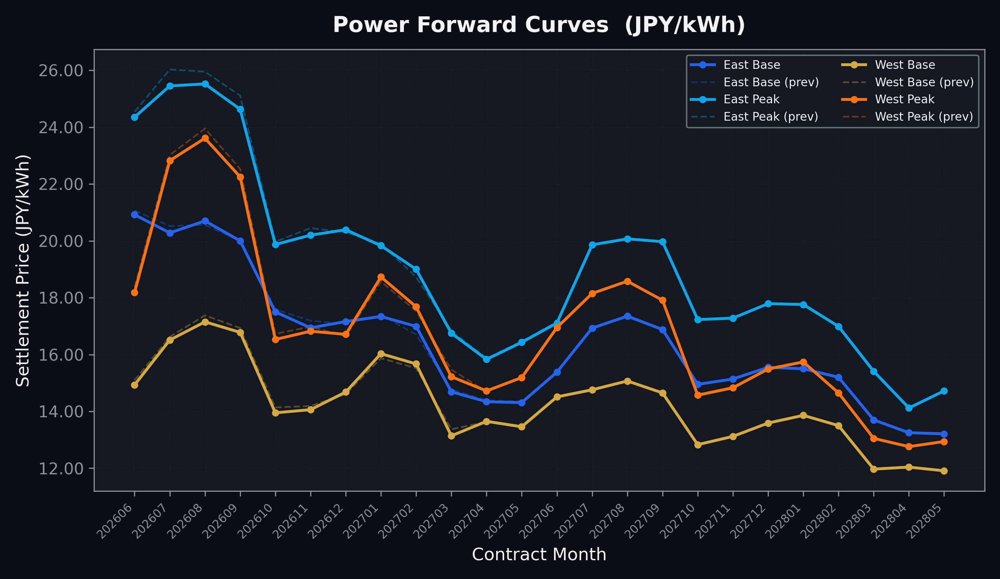 Power Forward Curves  (JPY/kWh)
East Base
East Base (prev)
East Peak
East Peak (prev)
West Base
West Base (prev)
West Peak
West Peak (prev)
Settlement Price (JPY/kWh)
26.00
24.00
22.00
20.00
18.00
16.00
14.00
12.00
202606
202607
202608
202609
202610
202611
202612
202701
202702
202703
202704
202705
202706
202707
202708
202709
202710
202711
202712
202801
202802
202803
202804
202805
Contract Month